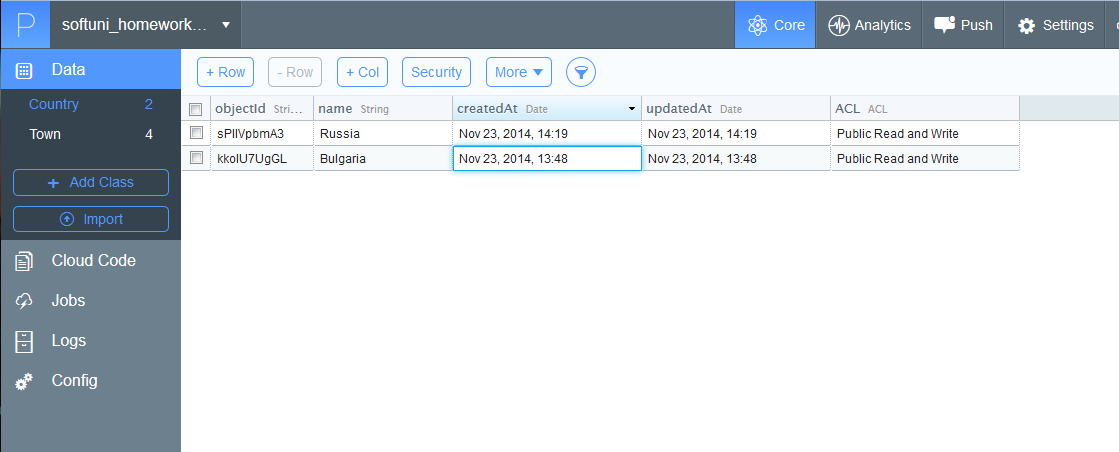 P softuni_homework… Core Analytics Push Settings
Data
Country 2
Town 4
+ Add Class
Import
Cloud Code
Jobs
Logs
Config
+ Row - Row + Col Security More
objectId Stri… name String createdAt Date updatedAt Date ACL ACL
Russia Nov 23, 2014, 14:19 Nov 23, 2014, 14:19 Public Read and Write
kkoIU7UgGL Bulgaria Nov 23, 2014, 13:48 Nov 23, 2014, 13:48 Public Read and Write